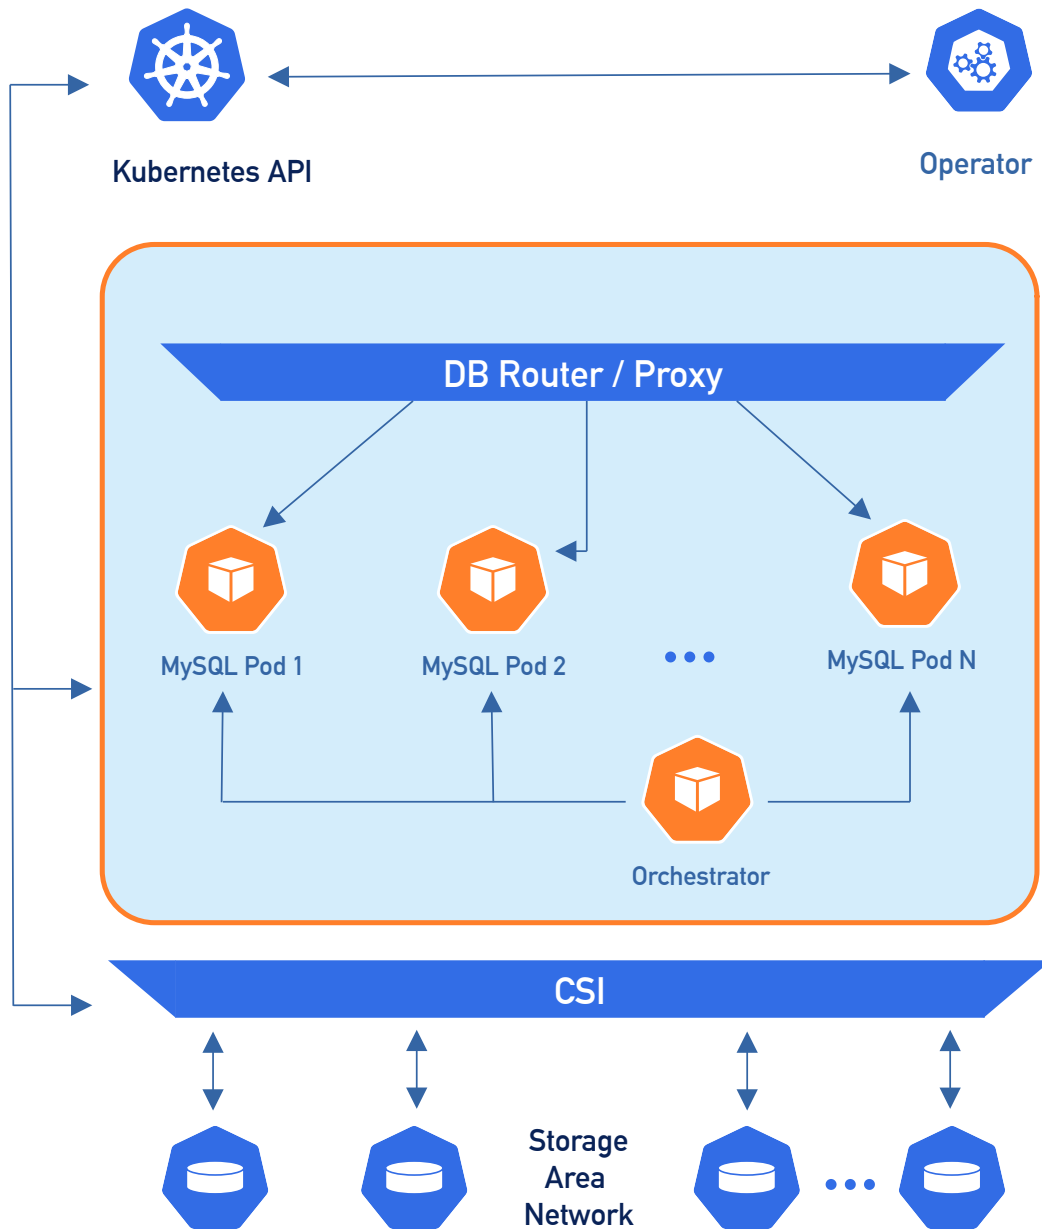 Kubernetes API
Operator
DB Router / Proxy
MySQL Pod 1
MySQL Pod 2
MySQL Pod N
Orchestrator
CSI
Storage
Area
Network